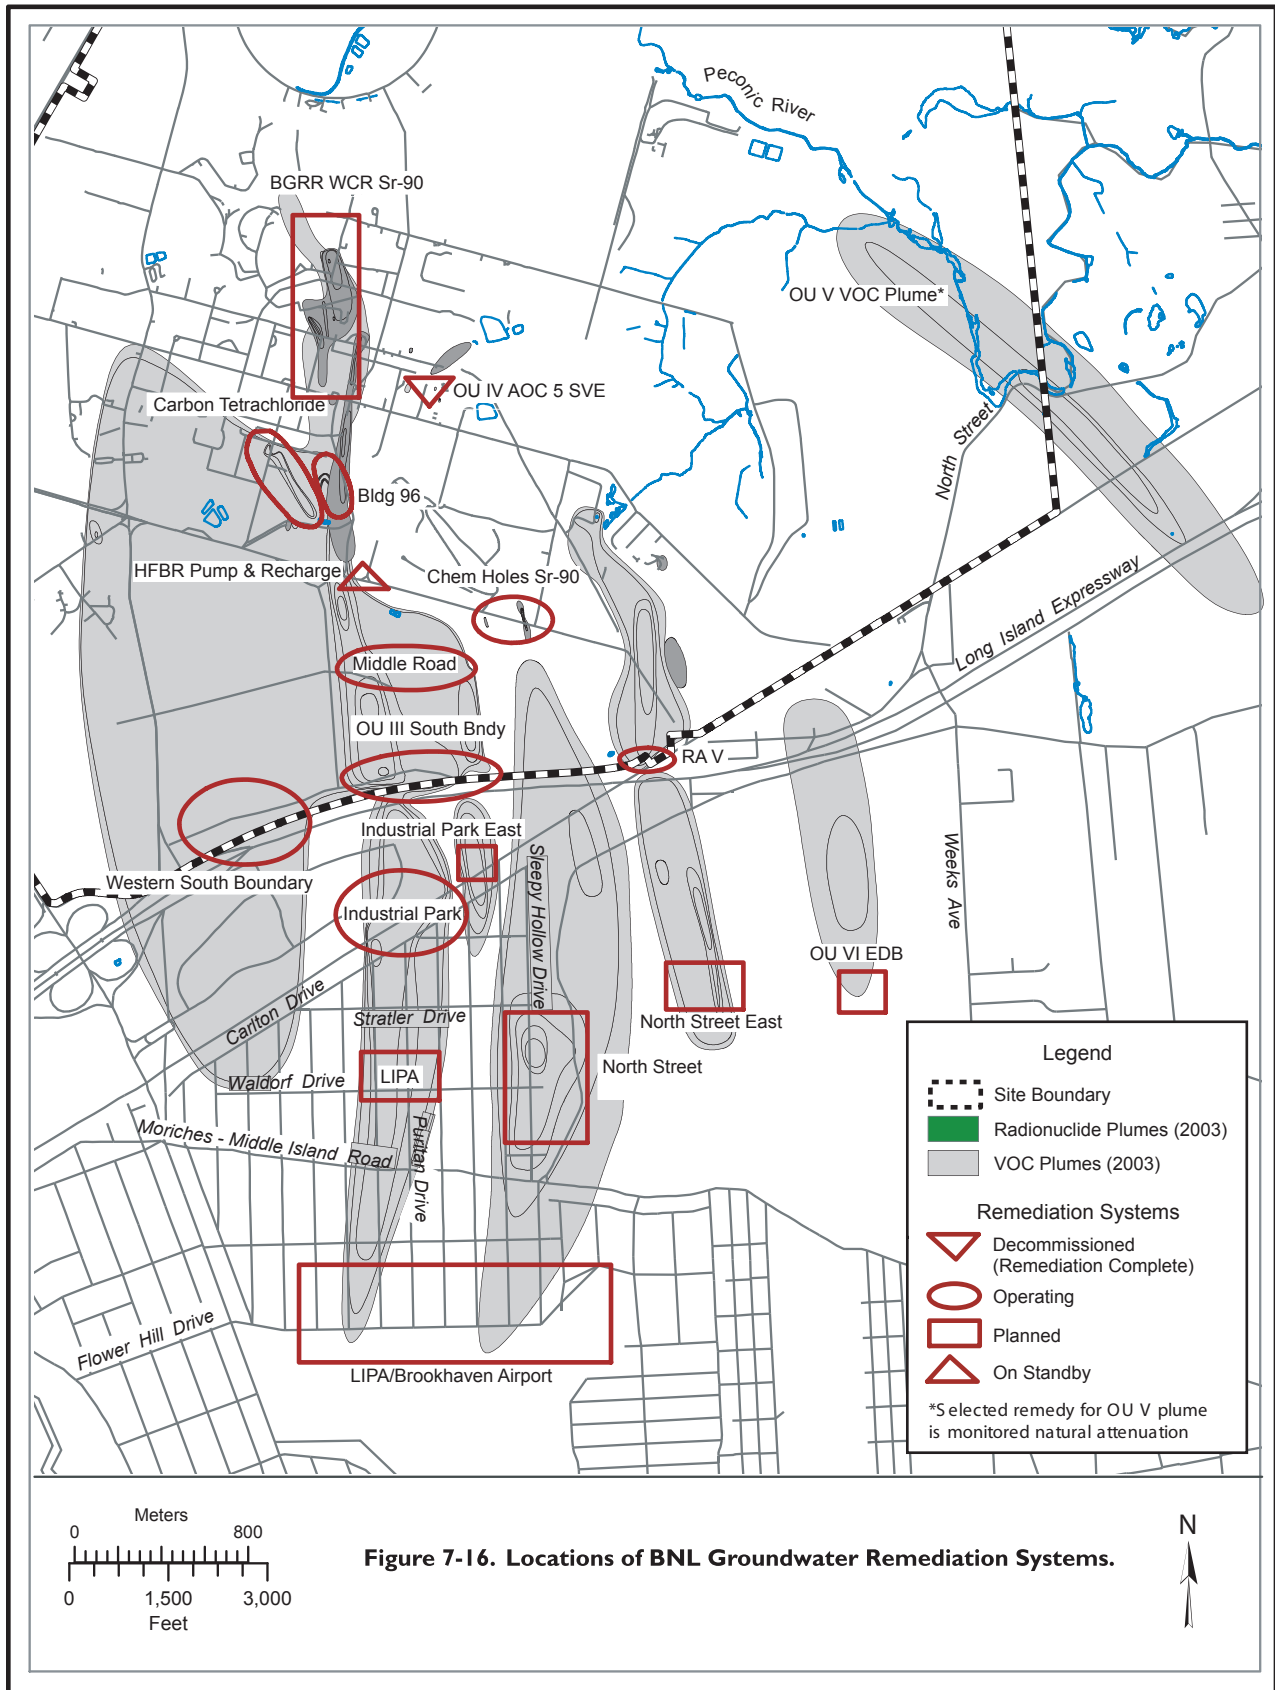 Peconic River
BGRR WCR Sr-90
OU V VOC Plume*
OU IV AOC 5 SVE
Carbon Tetrachloride
North Street
Bldg 96
HFBR Pump & Recharge
Chem Holes Sr-90
Long Island Expressway
Middle Road
OU III South Bndy
RA V
Industrial Park East
Sleepy Hollow Drive
Weeks Ave
Western South Boundary
Industrial Park
OU VI EDB
Carlton Drive
Stratler Drive
North Street East
North Street
LIPA
Waldorf Drive
Puritan Drive
Moriches - Middle Island Road
Flower Hill Drive
LIPA/Brookhaven Airport
Legend
Site Boundary
Radionuclide Plumes (2003)
VOC Plumes (2003)
Remediation Systems
Decommissioned
(Remediation Complete)
Operating
Planned
On Standby
*Selected remedy for OU V plume
is monitored natural attenuation
Meters
0 800
0 1,500 3,000
Feet
Figure 7-16. Locations of BNL Groundwater Remediation Systems.
N